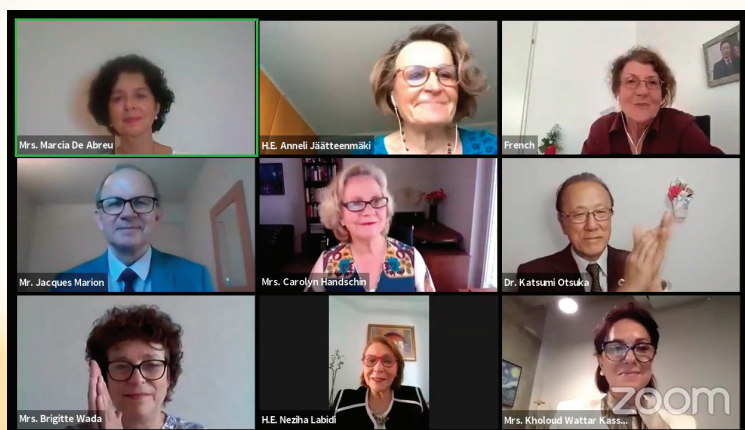 Mrs. Marcia De Abreu
H.E. Anneli Jäätteenmäki
French
Mr. Jacques Marion
Mrs. Carolyn Handschin
Dr. Katsumi Otsuka
Mrs. Brigitte Wada
H.E. Neziha Labidi
Mrs. Kholoud Wattar Kass...
zoom